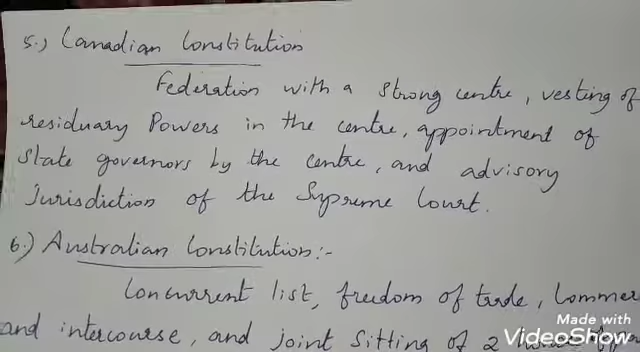 5.) Canadian Constitution
Federation with a strong centre, vesting of
residuary Powers in the centre, appointment of
state governors by the centre, and advisory
Jurisdiction of the Supreme Court.
6.) Australian Constitution:-
Concurrent list, freedom of trade, Commer
and intercourse, and joint sitting of 2
Made with
VideoShow